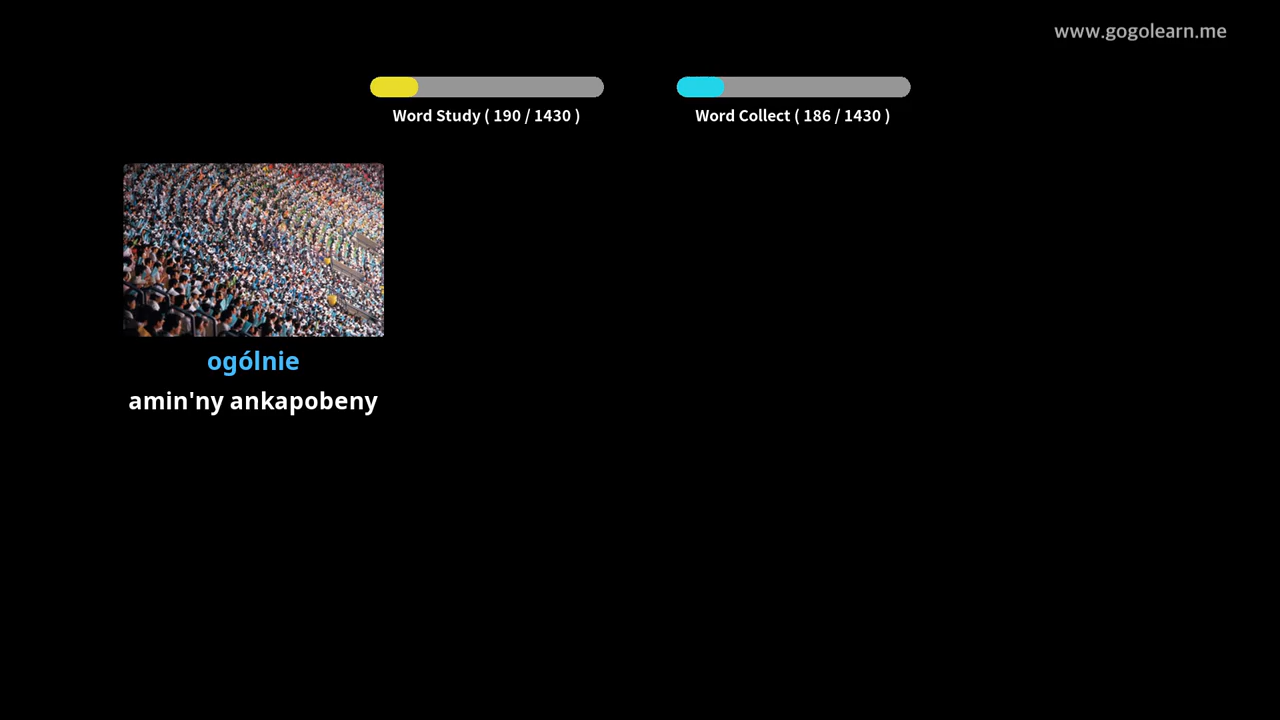 www.gogolearn.me
Word Study ( 190 / 1430 )
Word Collect ( 186 / 1430 )
ogólnie
amin'ny ankapobeny